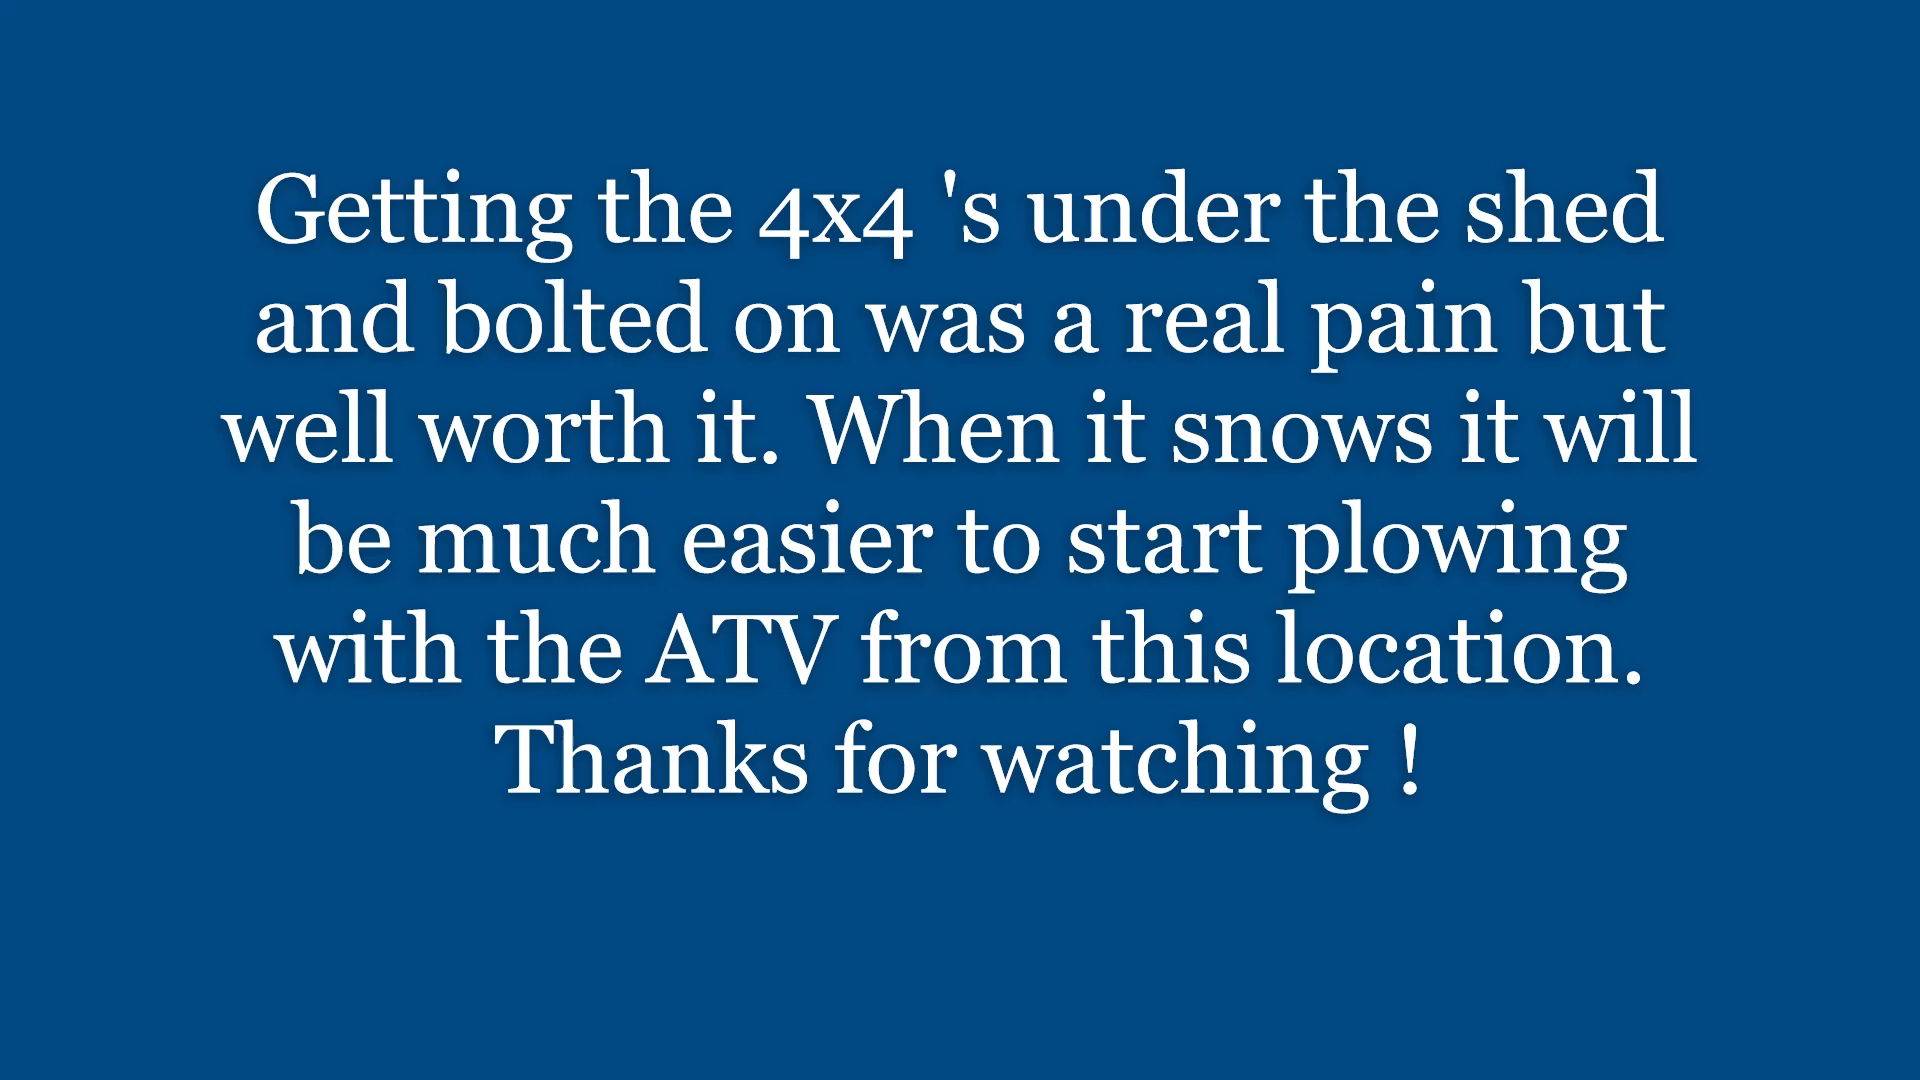 Getting the 4x4 's under the shed
and bolted on was a real pain but
well worth it. When it snows it will
be much easier to start plowing
with the ATV from this location.
Thanks for watching !